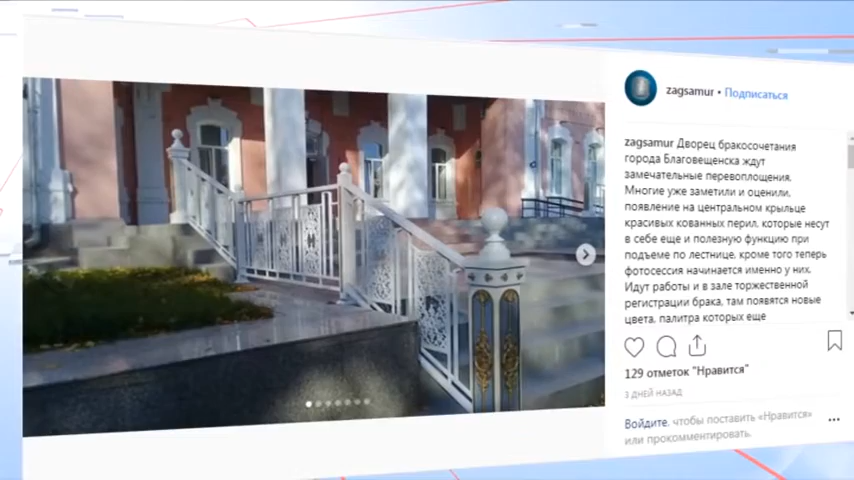 zagsamur • Подписаться
zagsamur Дворец бракосочетания
города Благовещенска ждут
замечательные перевоплощения.
Многие уже заметили и оценили,
появление на центральном крыльце
красивых кованных перил, которые несут
в себе еще и полезную функцию при
подъеме по лестнице, кроме того теперь
фотосессия начинается именно у них.
Идут работы и в зале торжественной
регистрации брака, там появятся новые
цвета, палитра которых еще
129 отметок "Нравится"
3 ДНЕЙ НАЗАД
Войдите, чтобы поставить «Нравится»
или прокомментировать.